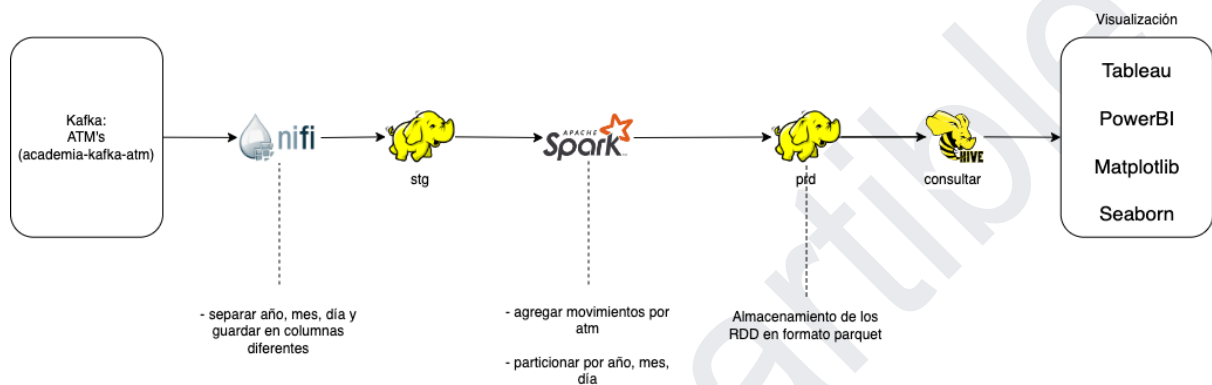 Visualización
Kafka:
ATM's
(academia-kafka-atm)
nifi
stg
APACHE
Spark
prd
HIVE
consultar
Tableau
PowerBI
Matplotlib
Seaborn
- separar año, mes, día y
guardar en columnas
diferentes
- agregar movimientos por
atm
- particionar por año, mes,
día
Almacenamiento de los
RDD en formato parquet
artible